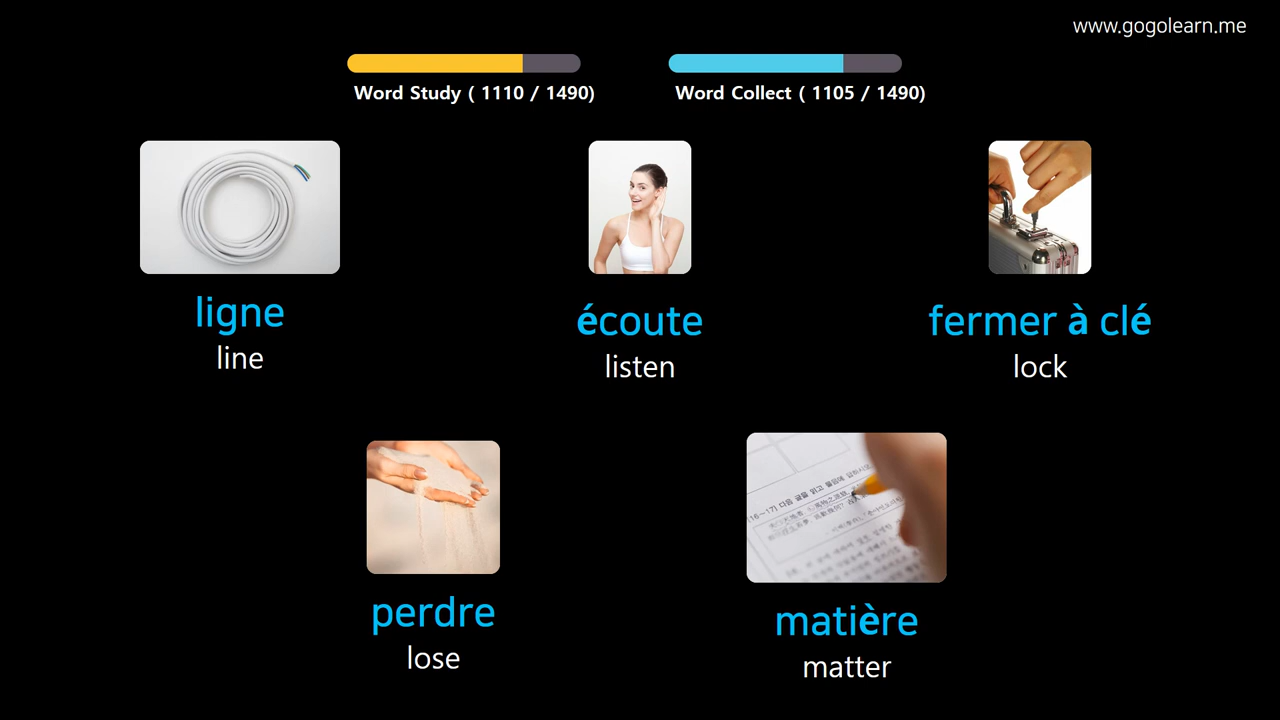 www.gogolearn.me
Word Study ( 1110 / 1490)
Word Collect ( 1105 / 1490)
ligne
line
écoute
listen
fermer à clé
lock
perdre
lose
matière
matter